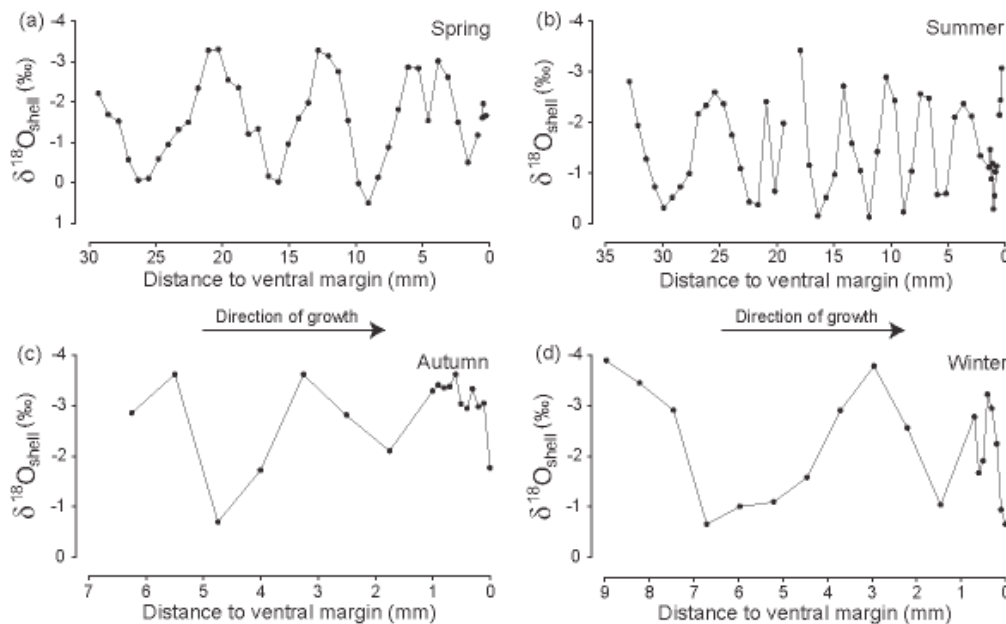 (a) Spring
-4
-3
-2
-1
0
1
δ18Oshell (‰)
30 25 20 15 10 5 0
Distance to ventral margin (mm)
(b) Summer
-4
-3
-2
-1
0
δ18Oshell (‰)
35 30 25 20 15 10 5 0
Distance to ventral margin (mm)
Direction of growth
(c) Autumn
-4
-3
-2
-1
0
δ18Oshell (‰)
7 6 5 4 3 2 1 0
Distance to ventral margin (mm)
Direction of growth
(d) Winter
-4
-3
-2
-1
0
δ18Oshell (‰)
9 8 7 6 5 4 3 2 1 0
Distance to ventral margin (mm)